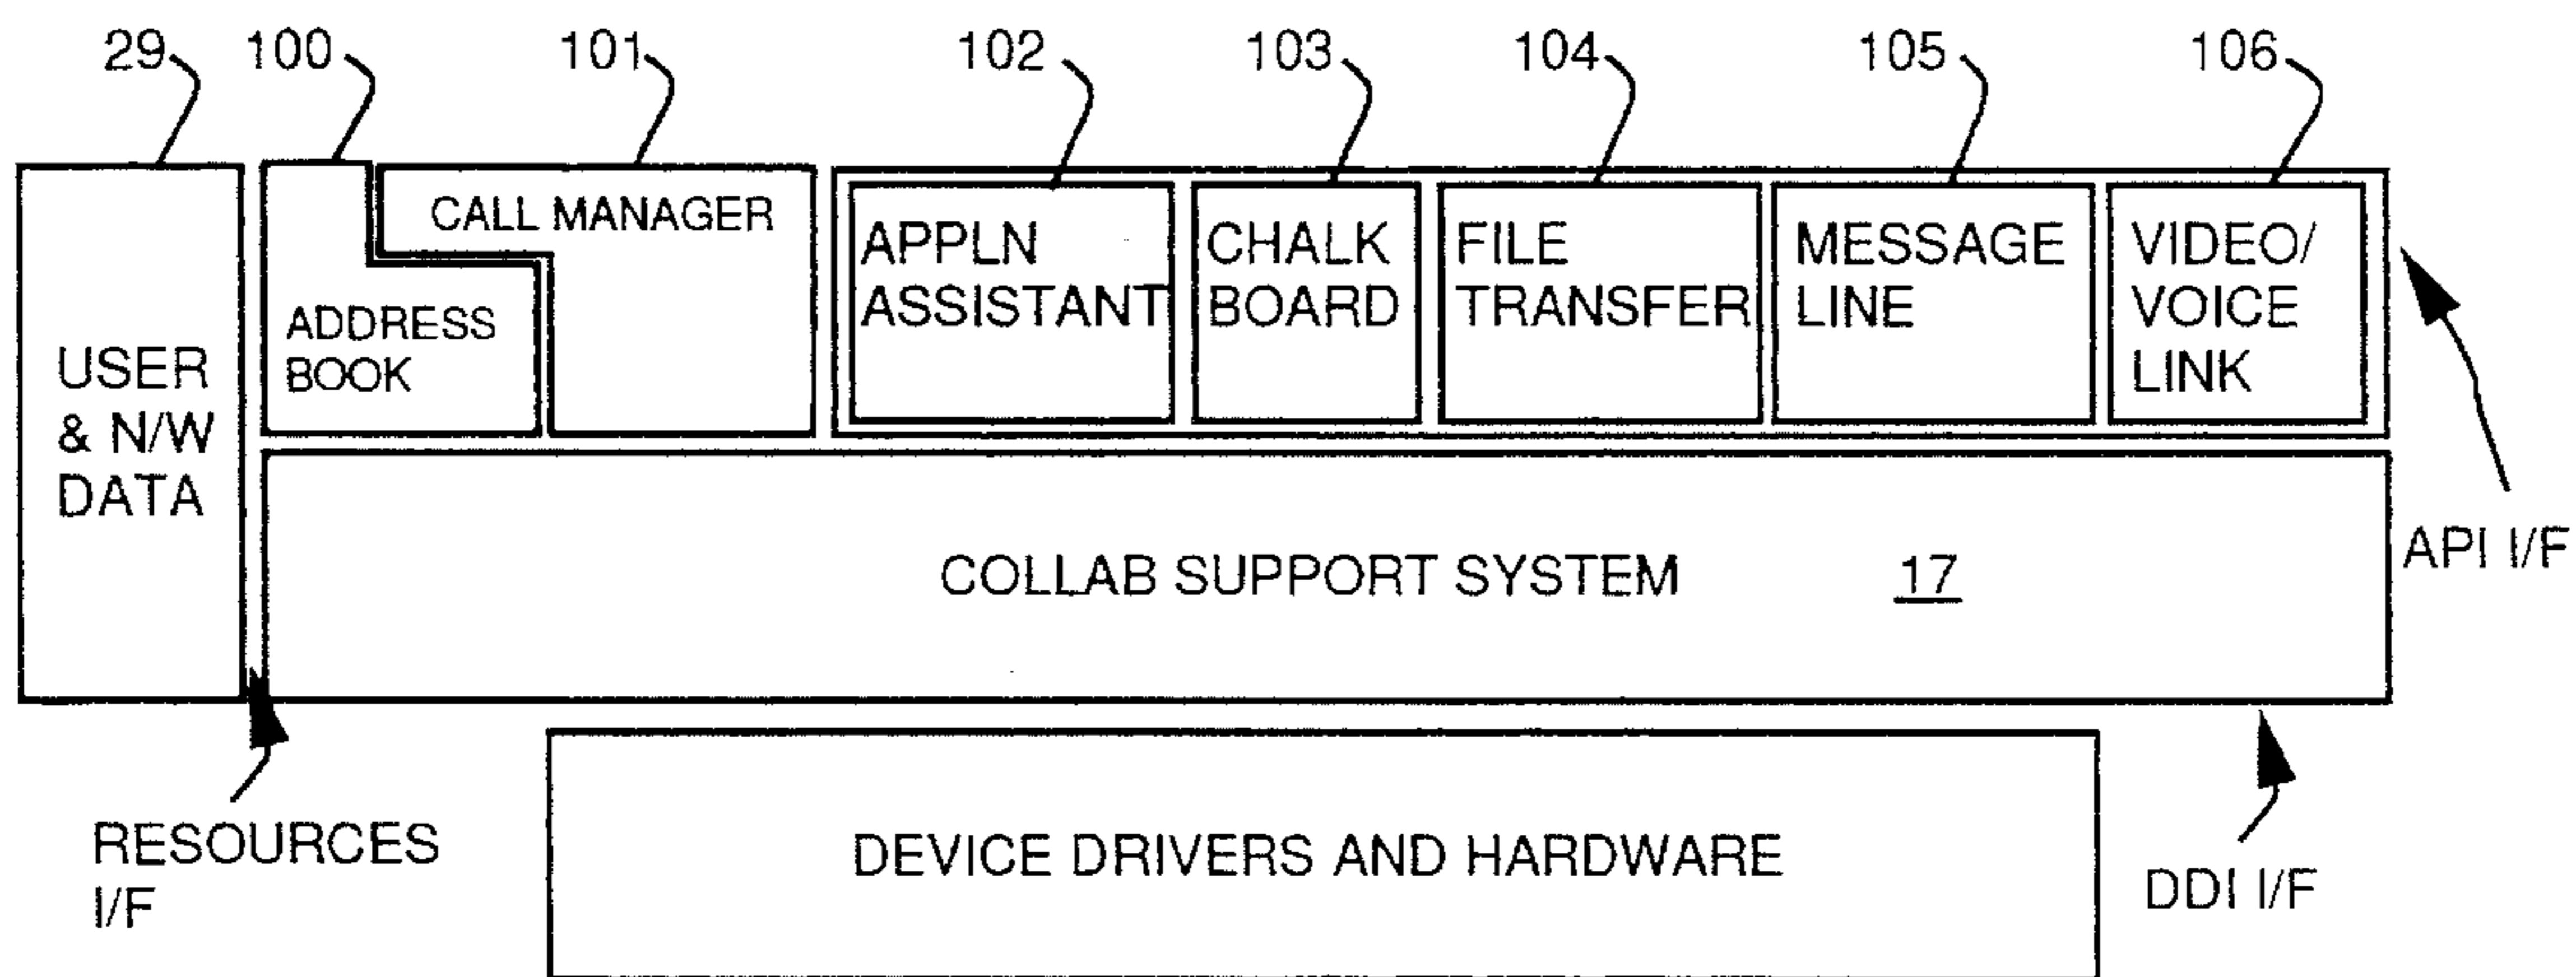 29 100 101 102 103 104 105 106
CALL MANAGER
ADDRESS
BOOK
USER
& N/W
DATA
APPLN
ASSISTANT
CHALK
BOARD
FILE
TRANSFER
MESSAGE
LINE
VIDEO/
VOICE
LINK
API I/F
COLLAB SUPPORT SYSTEM 17
RESOURCES
I/F
DEVICE DRIVERS AND HARDWARE
DDI I/F